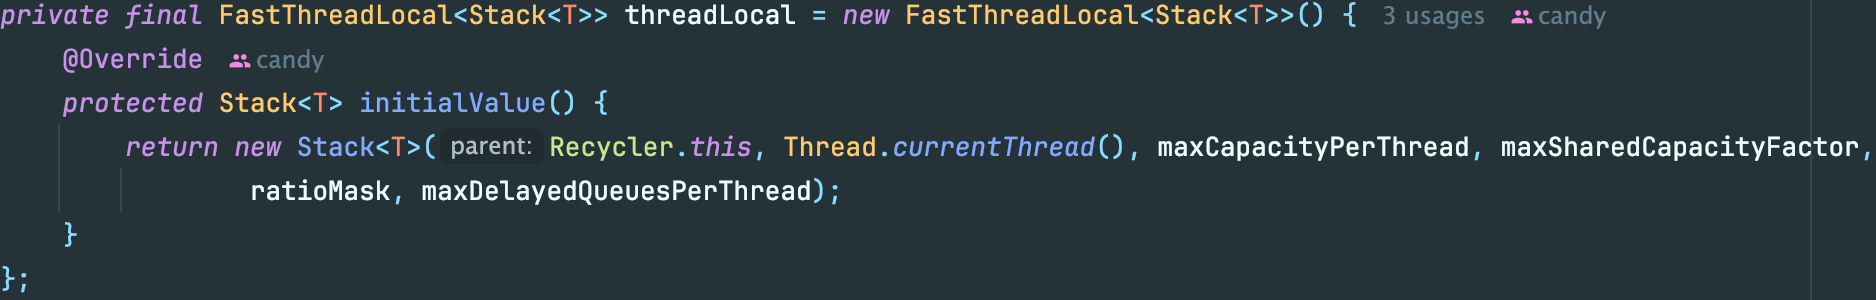 private final FastThreadLocal<Stack<T>> threadLocal = new FastThreadLocal<Stack<T>>() { 3 usages candy
@Override candy
protected Stack<T> initialValue() {
return new Stack<T>( parent: Recycler.this, Thread.currentThread(), maxCapacityPerThread, maxSharedCapacityFactor,
ratioMask, maxDelayedQueuesPerThread);
}
};